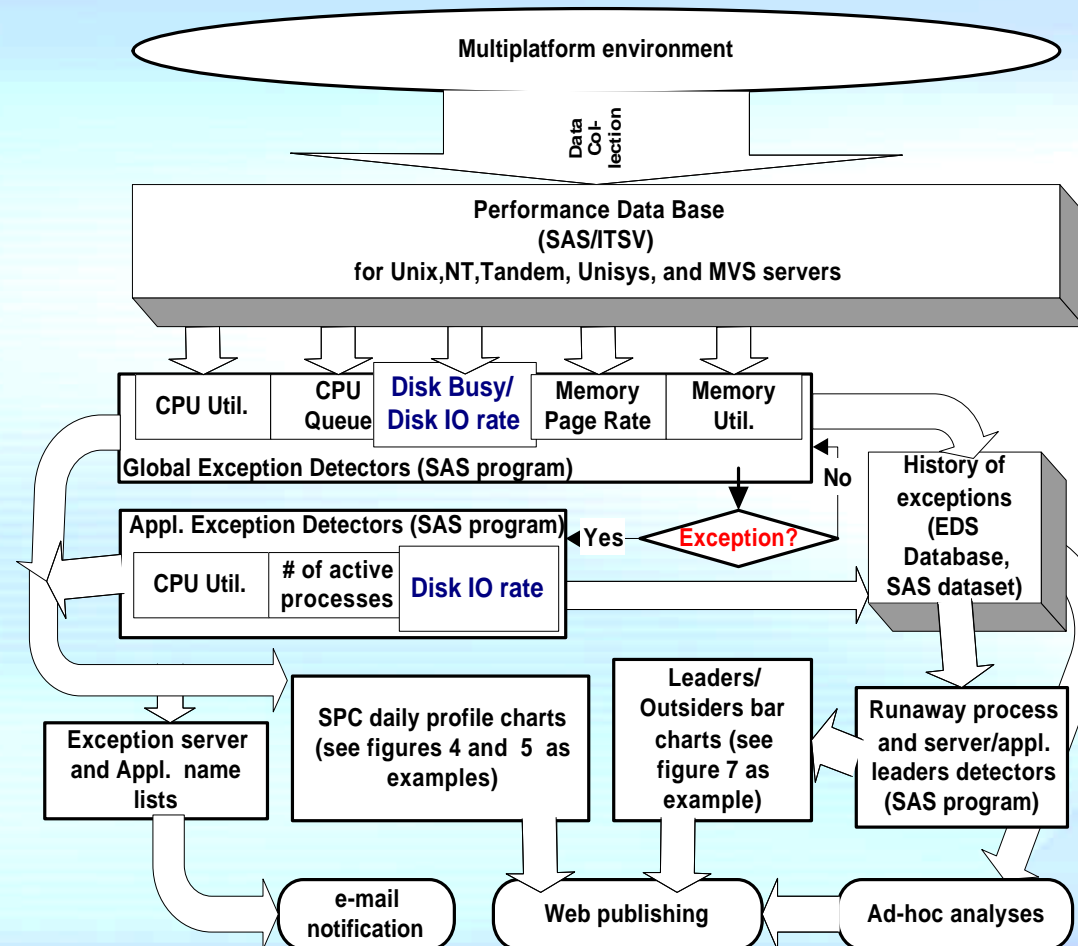 Multiplatform environment
Data
Col-
lection
Performance Data Base
(SAS/ITSV)
for Unix,NT,Tandem, Unisys, and MVS servers
CPU Util.
CPU
Queue
Disk Busy/
Disk IO rate
Memory
Page Rate
Memory
Util.
Global Exception Detectors (SAS program)
No
History of
exceptions
(EDS
Database,
SAS dataset)
Exception?
Yes
Appl. Exception Detectors (SAS program)
CPU Util.
# of active
processes
Disk IO rate
Exception server
and Appl. name
lists
SPC daily profile charts
(see figures 4 and 5 as
examples)
Leaders/
Outsiders bar
charts (see
figure 7 as
example)
Runaway process
and server/appl.
leaders detectors
(SAS program)
e-mail
notification
Web publishing
Ad-hoc analyses